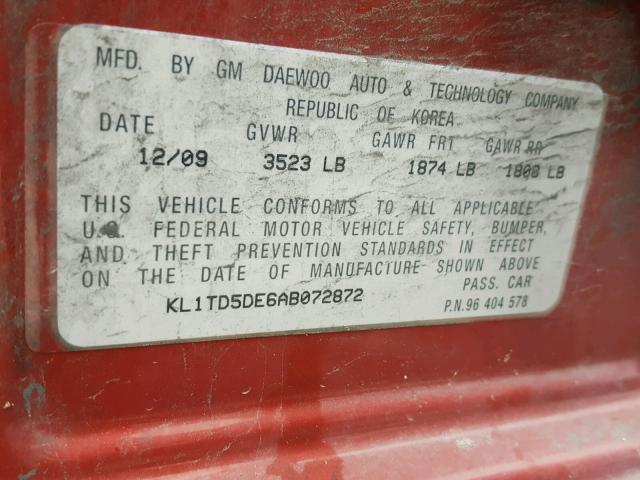 MFD. BY GM DAEWOO AUTO & TECHNOLOGY COMPANY
REPUBLIC OF KOREA
DATE GVWR GAWR FRT GAWR RR
12/09 3523 LB 1874 LB 1808 LB
THIS VEHICLE CONFORMS TO ALL APPLICABLE
U.S. FEDERAL MOTOR VEHICLE SAFETY, BUMPER,
AND THEFT PREVENTION STANDARDS IN EFFECT
ON THE DATE OF MANUFACTURE SHOWN ABOVE
PASS. CAR
KL1TD5DE6AB072872
P.N.96 404 578